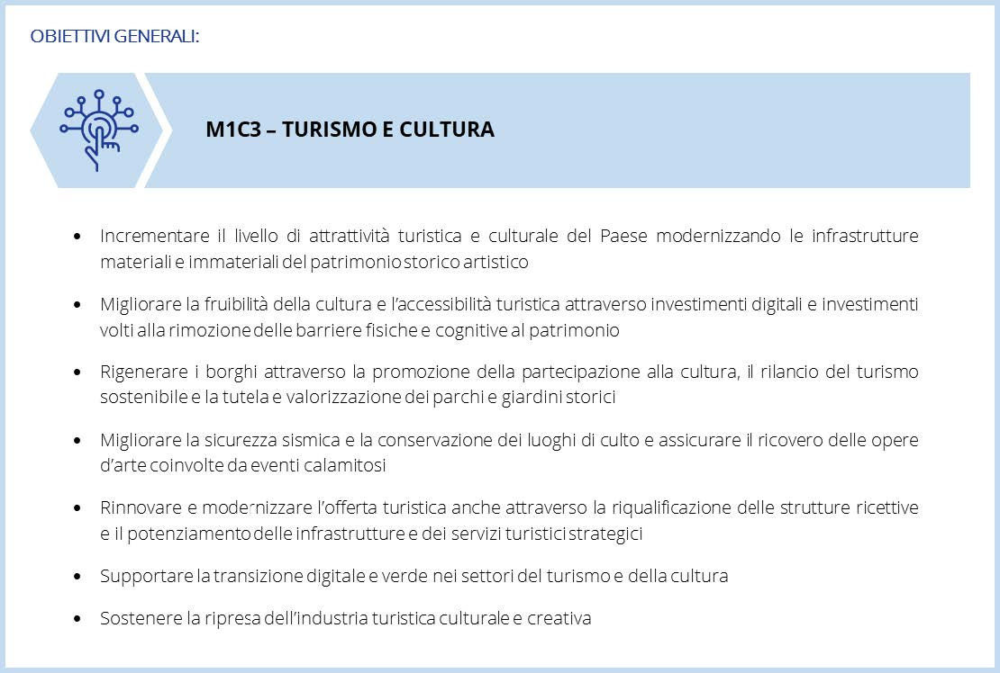 OBIETTIVI GENERALI:
M1C3 – TURISMO E CULTURA
• Incrementare il livello di attrattività turistica e culturale del Paese modernizzando le infrastrutture
materiali e immateriali del patrimonio storico artistico
• Migliorare la fruibilità della cultura e l’accessibilità turistica attraverso investimenti digitali e investimenti
volti alla rimozione delle barriere fisiche e cognitive al patrimonio
• Rigenerare i borghi attraverso la promozione della partecipazione alla cultura, il rilancio del turismo
sostenibile e la tutela e valorizzazione dei parchi e giardini storici
• Migliorare la sicurezza sismica e la conservazione dei luoghi di culto e assicurare il ricovero delle opere
d’arte coinvolte da eventi calamitosi
• Rinnovare e modernizzare l’offerta turistica anche attraverso la riqualificazione delle strutture ricettive
e il potenziamento delle infrastrutture e dei servizi turistici strategici
• Supportare la transizione digitale e verde nei settori del turismo e della cultura
• Sostenere la ripresa dell’industria turistica culturale e creativa